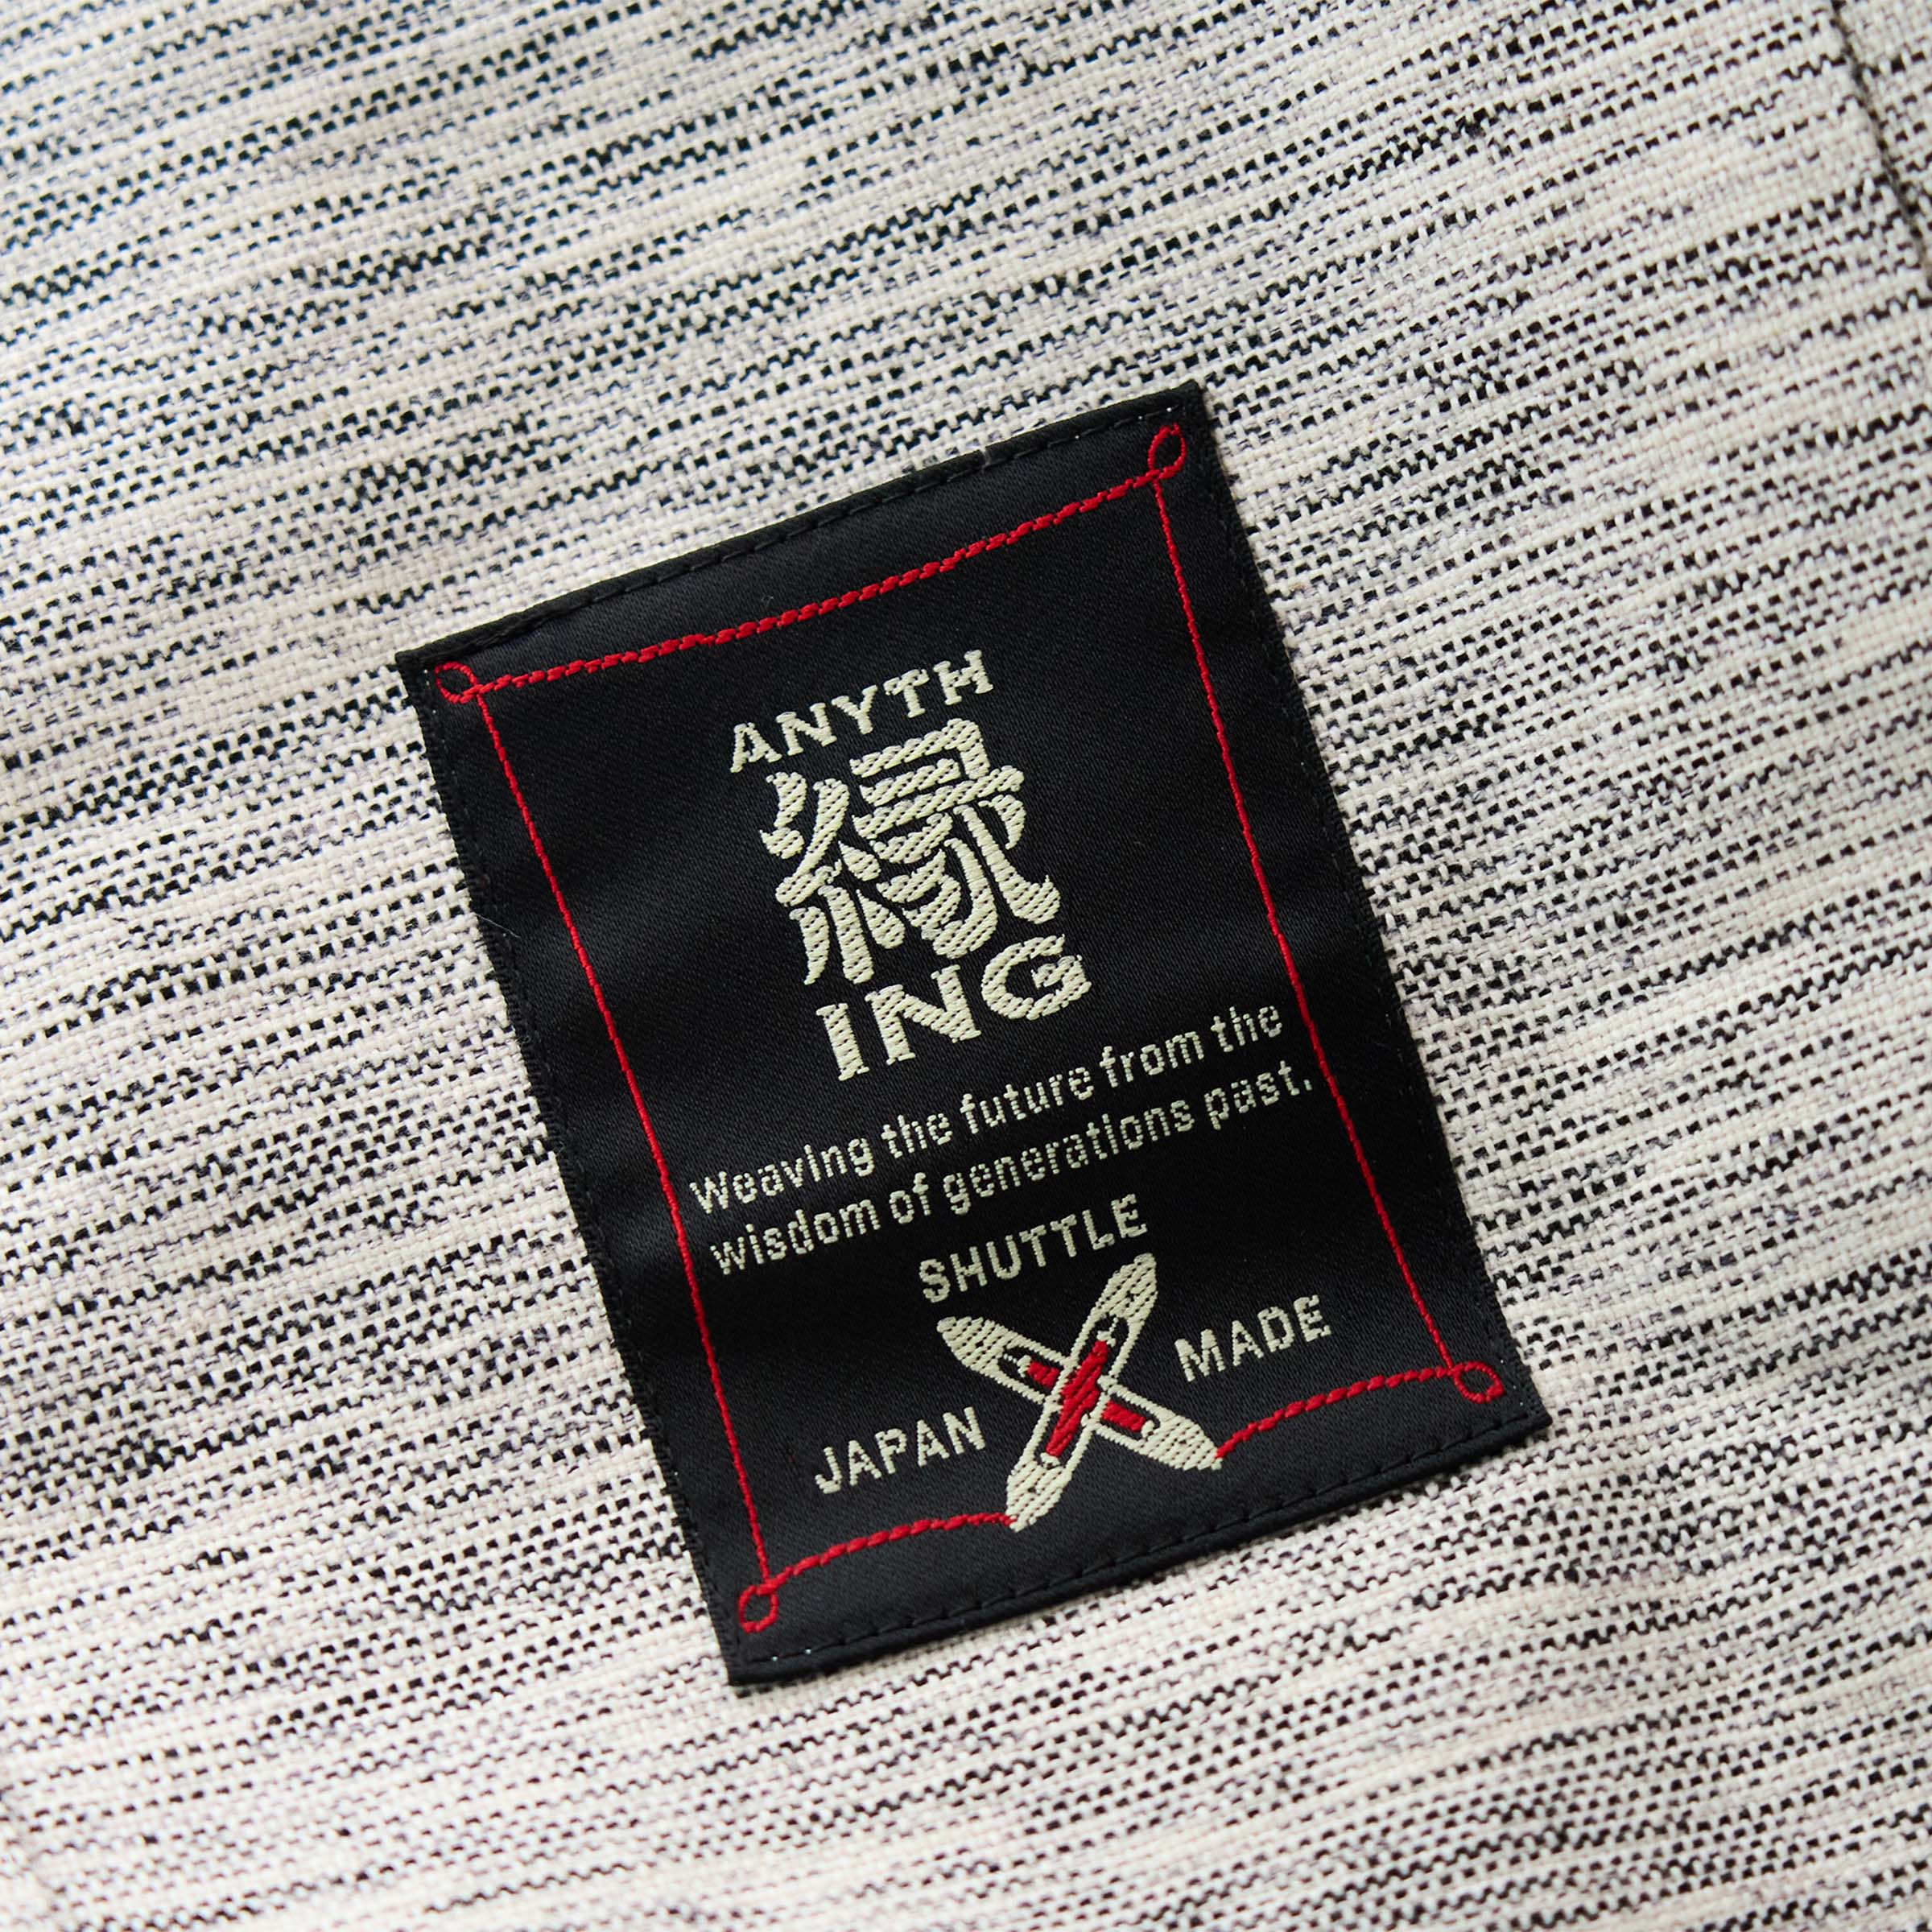 ANYTH
縁
ING
Weaving the future from the
wisdom of generations past.
SHUTTLE
JAPAN MADE